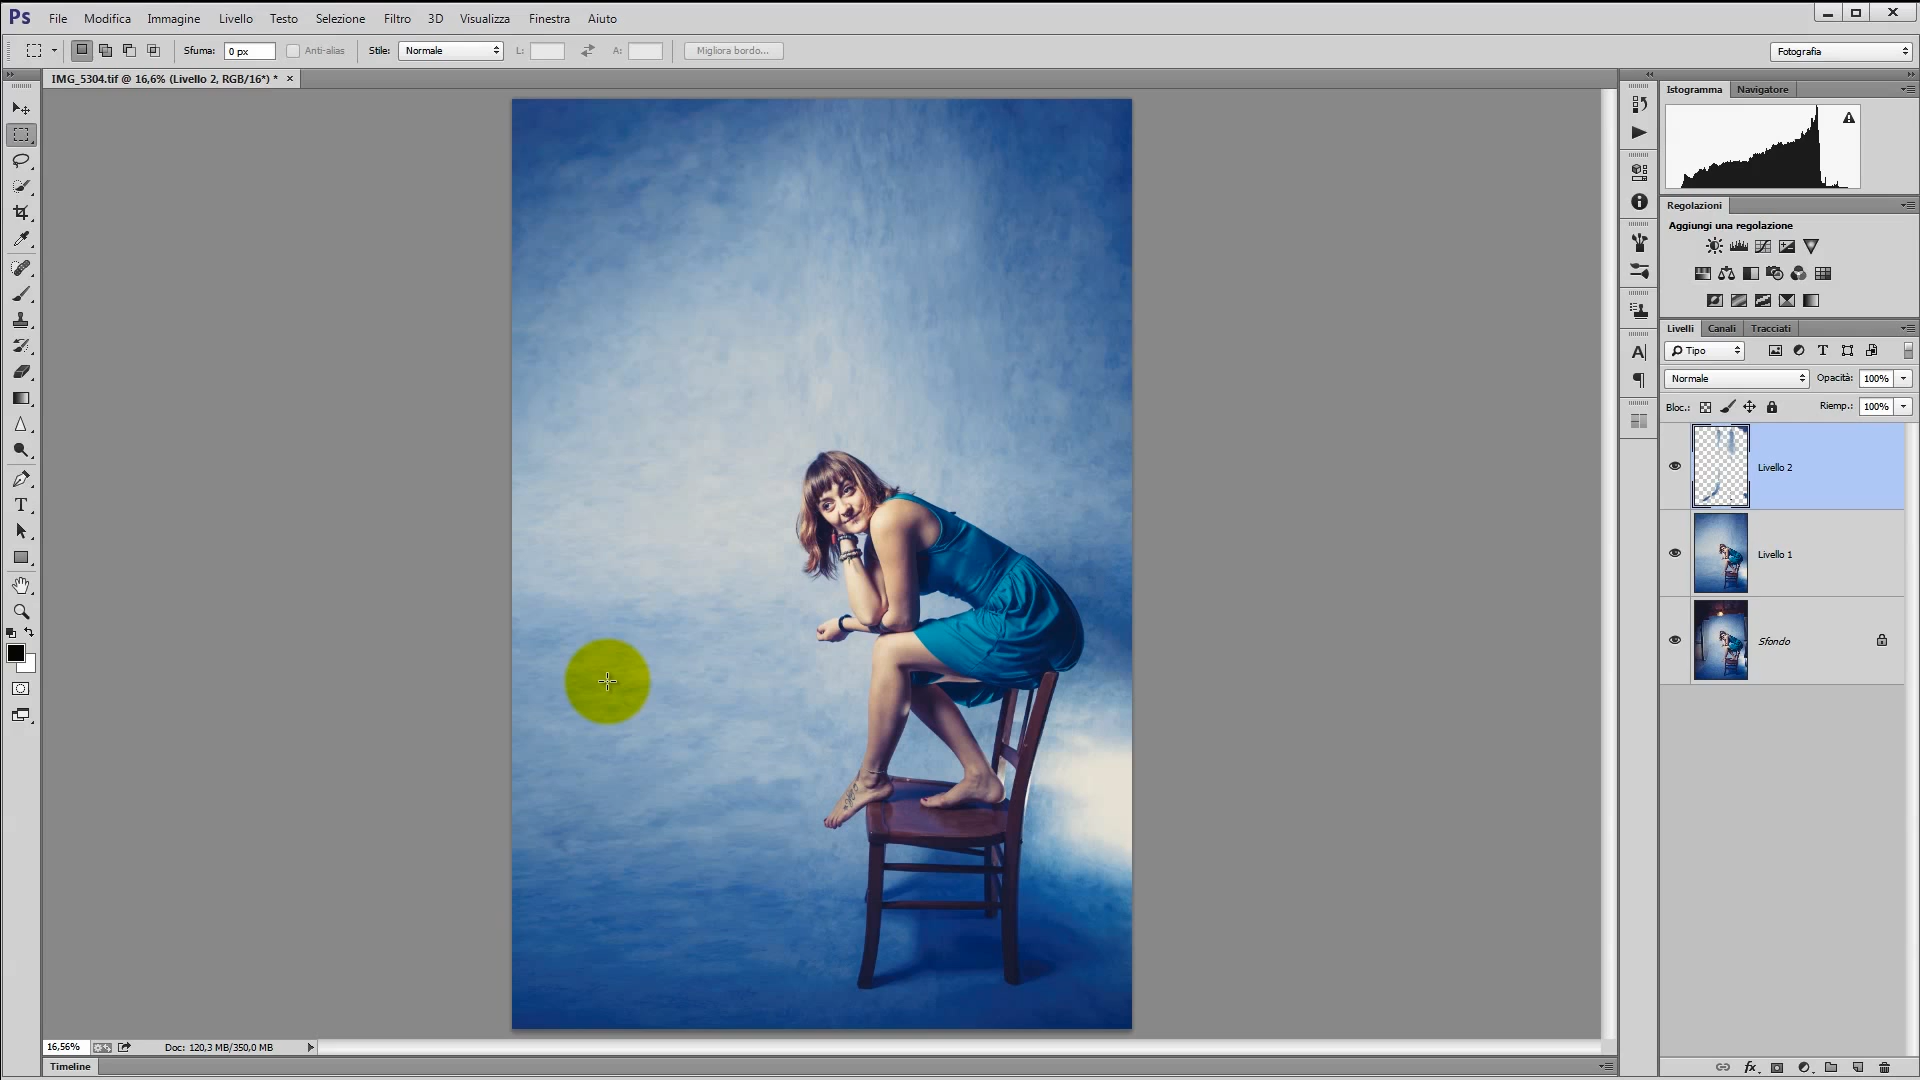 Ps File Modifica Immagine Livello Testo Selezione Filtro 3D Visualizza Finestra Aiuto
Sfuma: 0 px Anti-alias Stile: Normale L: A: Migliora bordo... Fotografia
IMG_5304.tif @ 16,6% (Livello 2, RGB/16*) * ×
Istogramma Navigatore
Regolazioni
Aggiungi una regolazione
Livelli Canali Tracciati
Tipo
Normale Opacità: 100%
Bloc.: Riemp.: 100%
Livello 2
Livello 1
Sfondo
16,56% Doc: 120,3 MB/350,0 MB
Timeline